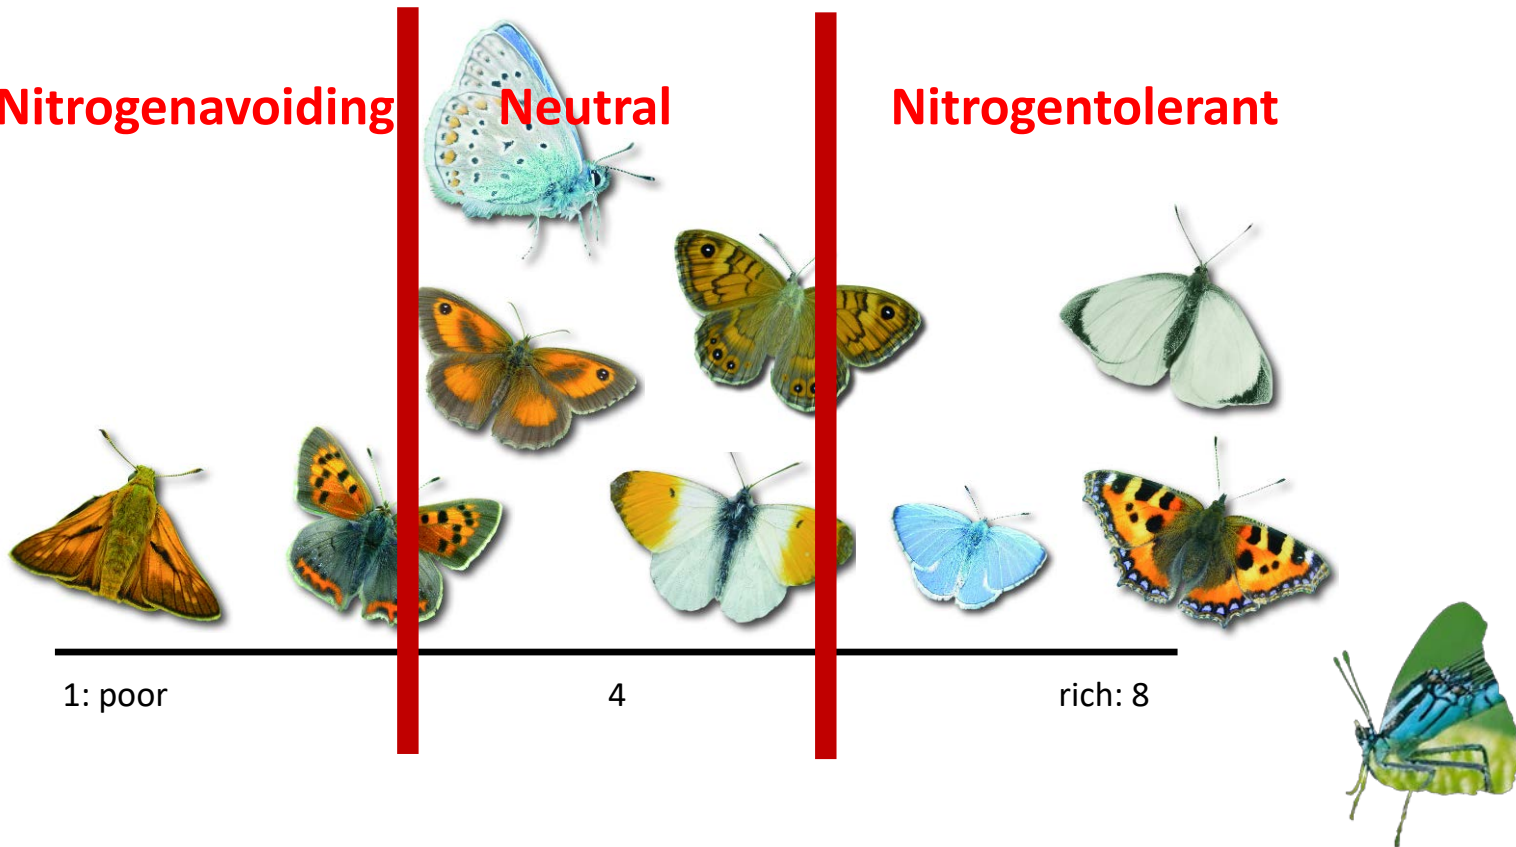 Nitrogenavoiding
Neutral
Nitrogentolerant
1: poor
4
rich: 8